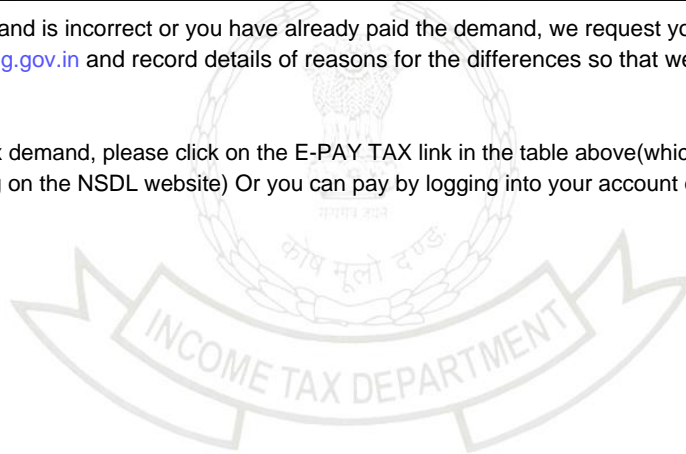 and is incorrect or you have already paid the demand, we request yo
g.gov.in and record details of reasons for the differences so that we
x demand, please click on the E-PAY TAX link in the table above(whic
g on the NSDL website) Or you can pay by logging into your account
कोष मूलो दण्डः
INCOME TAX DEPARTMENT